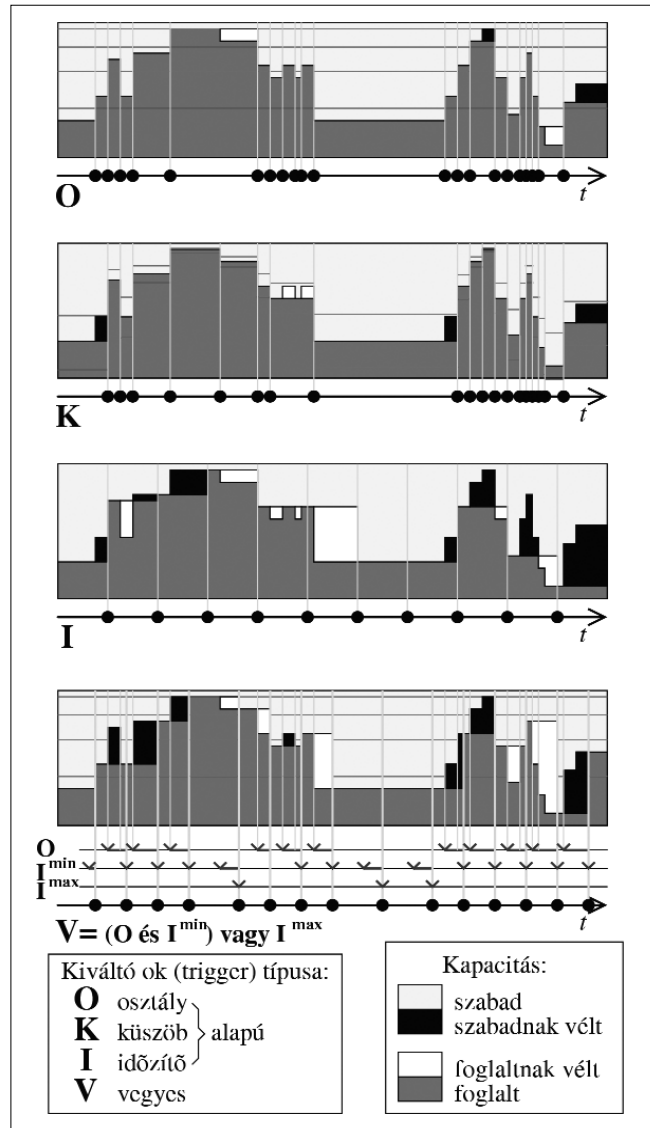 O
t
K
t
I
t
O
I min
I max
t
V= (O és I min) vagy I max
Kiváltó ok (trigger) típusa:
O osztály
K küszöb
alapú
I időzítő
V vegyes
Kapacitás:
szabad
szabadnak vélt
foglaltnak vélt
foglalt